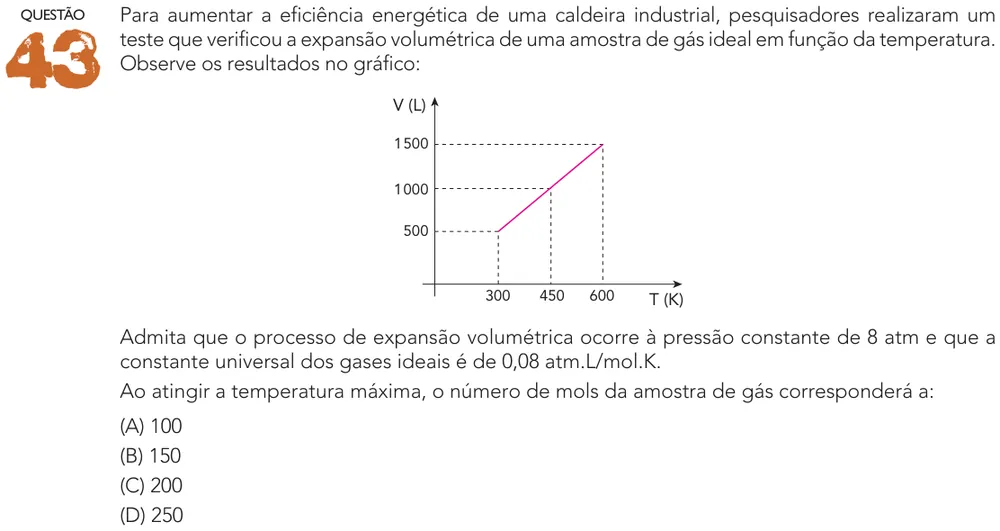 QUESTÃO
43
Para aumentar a eficiência energética de uma caldeira industrial, pesquisadores realizaram um
teste que verificou a expansão volumétrica de uma amostra de gás ideal em função da temperatura.
Observe os resultados no gráfico:
V (L)
1500
1000
500
300 450 600 T (K)
Admita que o processo de expansão volumétrica ocorre à pressão constante de 8 atm e que a
constante universal dos gases ideais é de 0,08 atm.L/mol.K.
Ao atingir a temperatura máxima, o número de mols da amostra de gás corresponderá a:
(A) 100
(B) 150
(C) 200
(D) 250